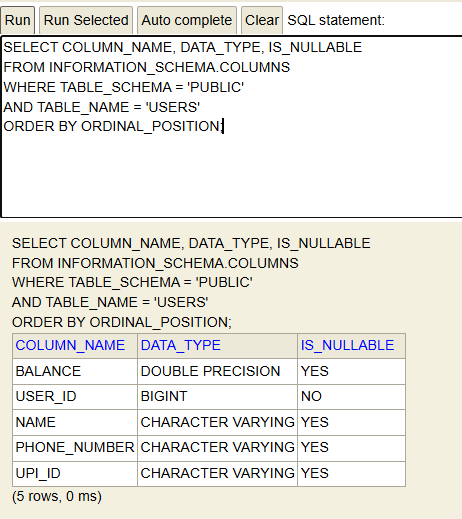 Run Run Selected Auto complete Clear SQL statement:
SELECT COLUMN_NAME, DATA_TYPE, IS_NULLABLE
FROM INFORMATION_SCHEMA.COLUMNS
WHERE TABLE_SCHEMA = 'PUBLIC'
AND TABLE_NAME = 'USERS'
ORDER BY ORDINAL_POSITION;
SELECT COLUMN_NAME, DATA_TYPE, IS_NULLABLE
FROM INFORMATION_SCHEMA.COLUMNS
WHERE TABLE_SCHEMA = 'PUBLIC'
AND TABLE_NAME = 'USERS'
ORDER BY ORDINAL_POSITION;
COLUMN_NAME DATA_TYPE IS_NULLABLE
BALANCE DOUBLE PRECISION YES
USER_ID BIGINT NO
NAME CHARACTER VARYING YES
PHONE_NUMBER CHARACTER VARYING YES
UPI_ID CHARACTER VARYING YES
(5 rows, 0 ms)